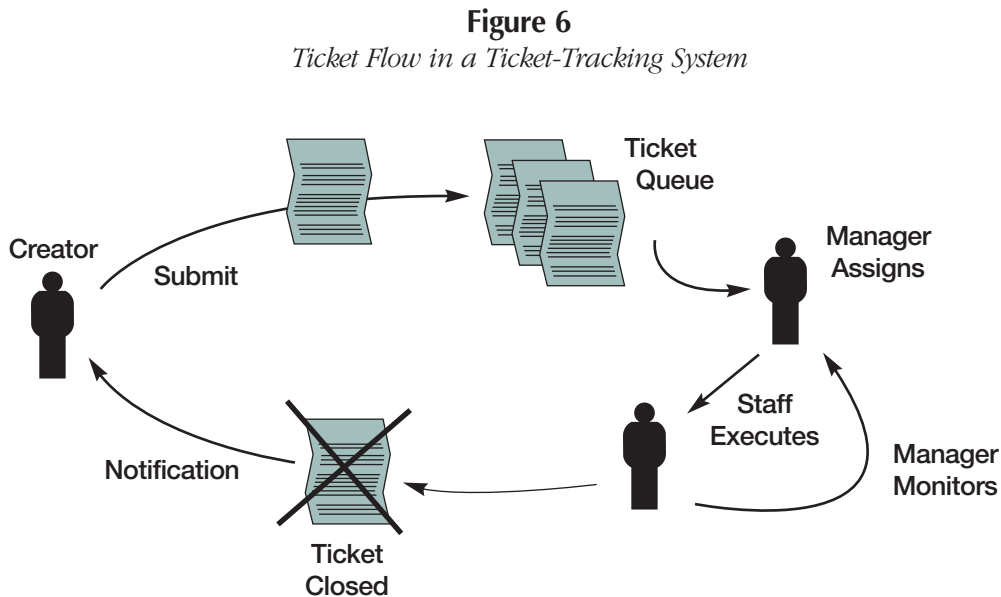 Figure 6
Ticket Flow in a Ticket-Tracking System
Ticket
Queue
Creator
Submit
Manager
Assigns
Staff
Executes
Manager
Monitors
Notification
Ticket
Closed